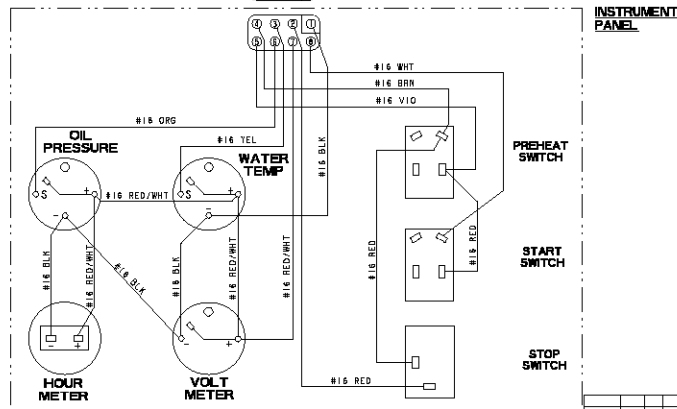 INSTRUMENT
PANEL
4 3 2 1
5 6 7 8
#16 WHT
#16 BRN
#16 VIO
#16 ORG
#16 YEL
#16 BLK
OIL
PRESSURE
WATER
TEMP
PREHEAT
SWITCH
S +
-
#16 RED/WHT
S +
-
#16 BLK
#16 RED/WHT
#16 BLK
#16 BLK
#16 RED/WHT
#16 RED/WHT
#16 RED
#16 RED
START
SWITCH
- +
- +
STOP
SWITCH
#16 RED
HOUR
METER
VOLT
METER